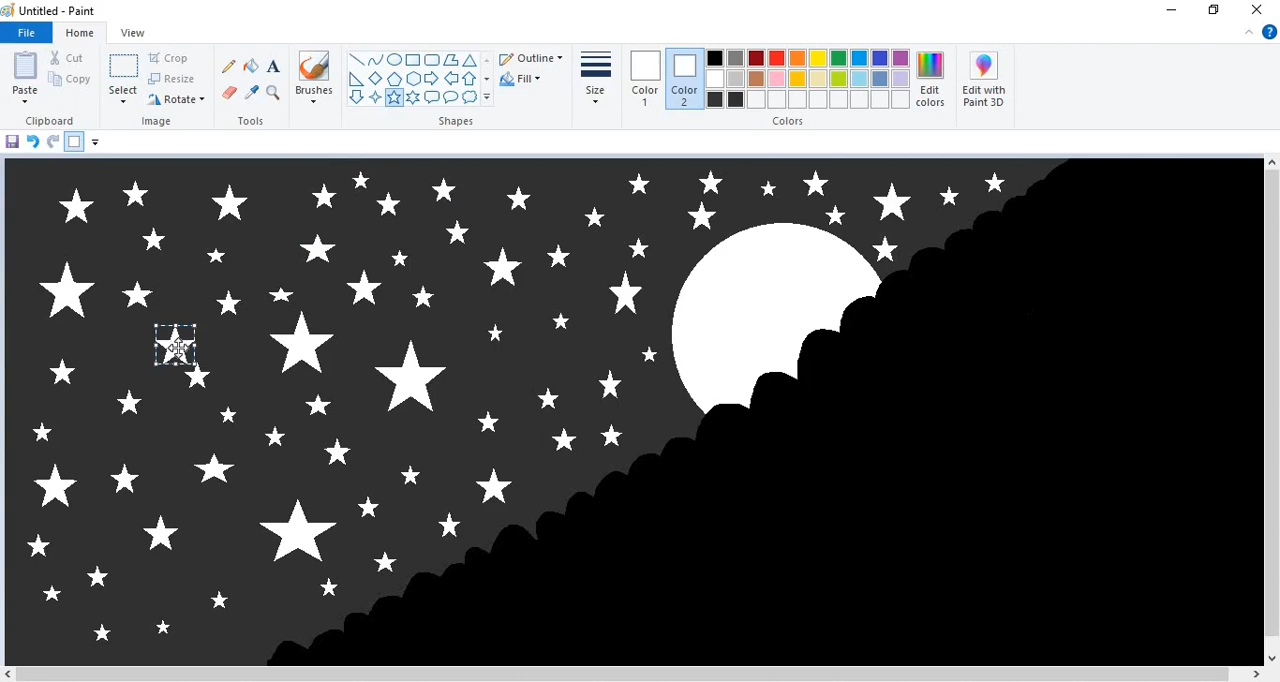 Untitled - Paint
File Home View
Paste
Cut
Copy
Clipboard
Select
Crop
Resize
Rotate
Image
A
Tools
Brushes
Outline
Fill
Shapes
Size
Color 1
Color 2
Edit colors
Colors
Edit with Paint 3D